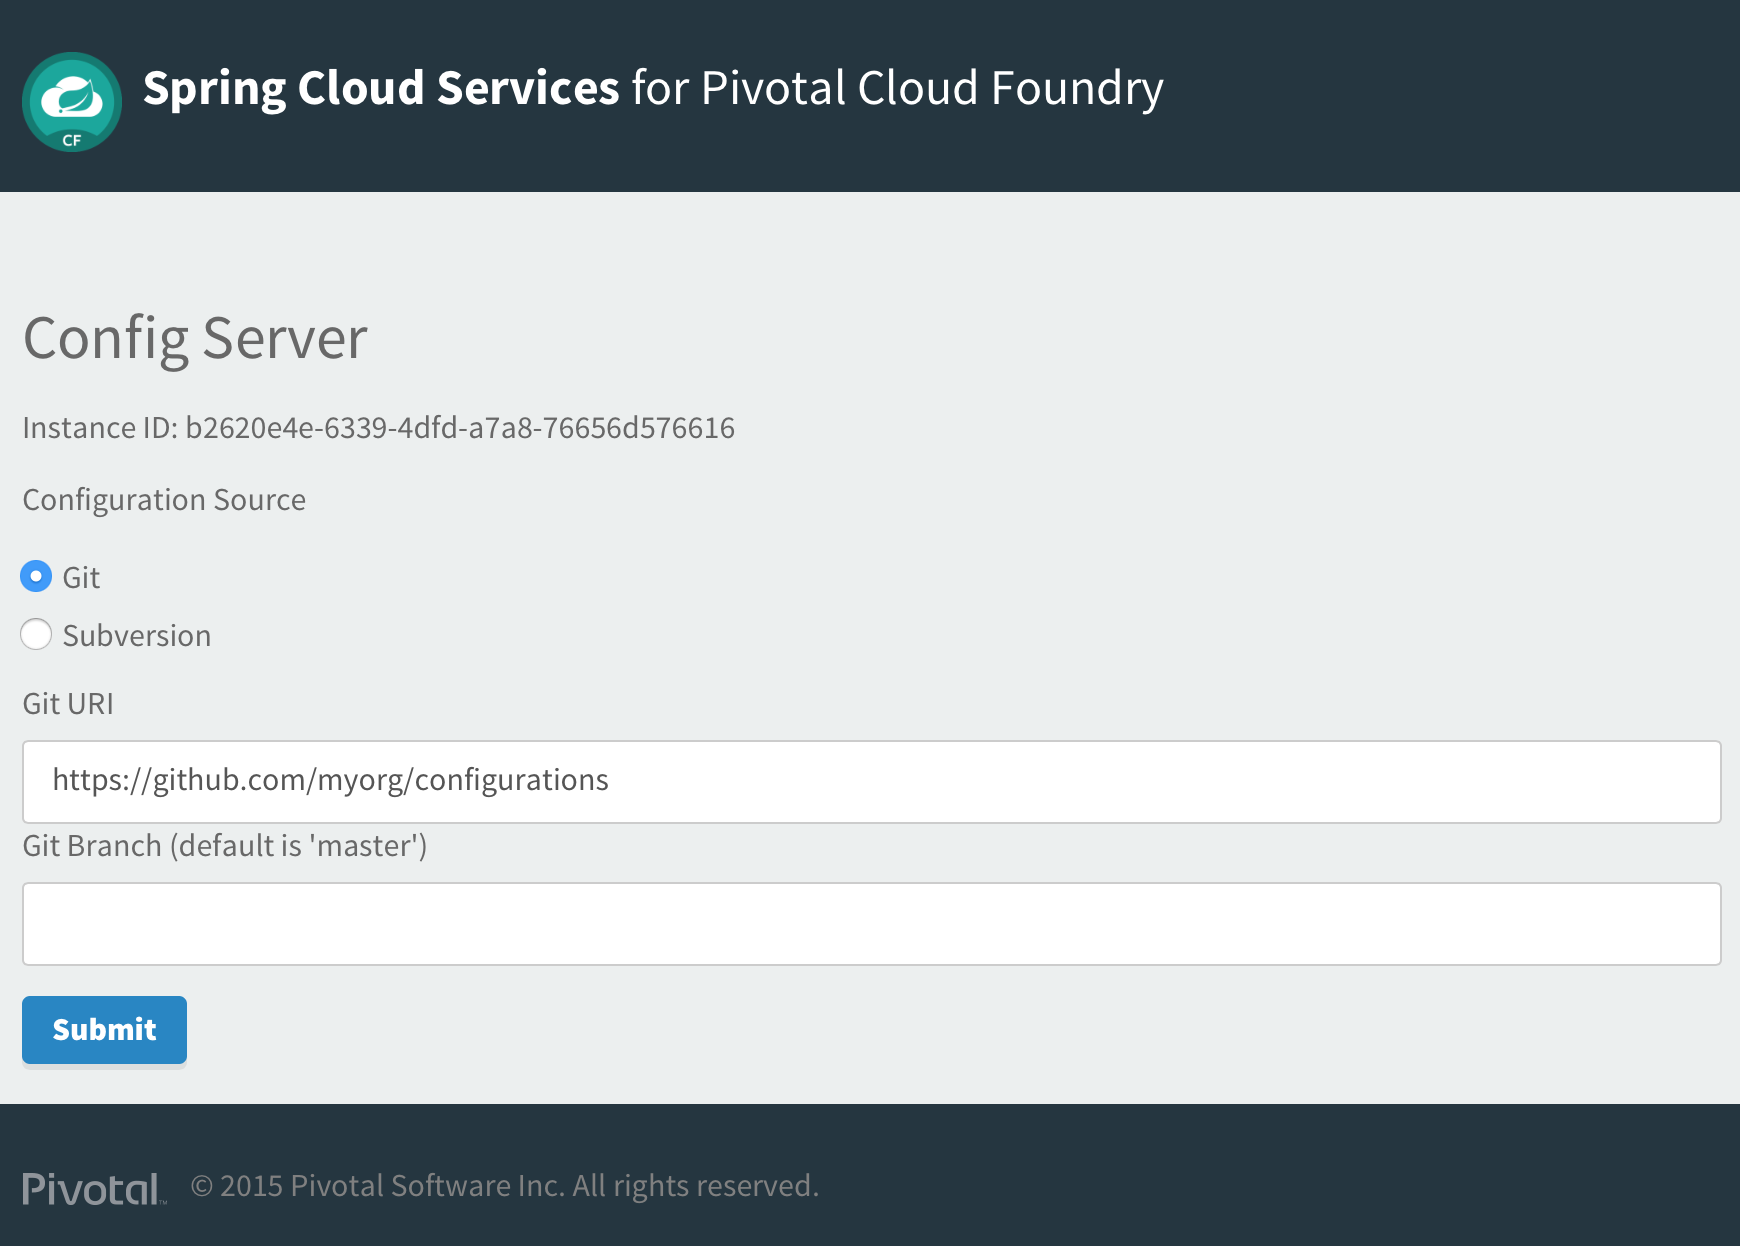 CF
Spring Cloud Services for Pivotal Cloud Foundry
Config Server
Instance ID: b2620e4e-6339-4dfd-a7a8-76656d576616
Configuration Source
Git
Subversion
Git URI
https://github.com/myorg/configurations
Git Branch (default is 'master')
Submit
Pivotal™ © 2015 Pivotal Software Inc. All rights reserved.